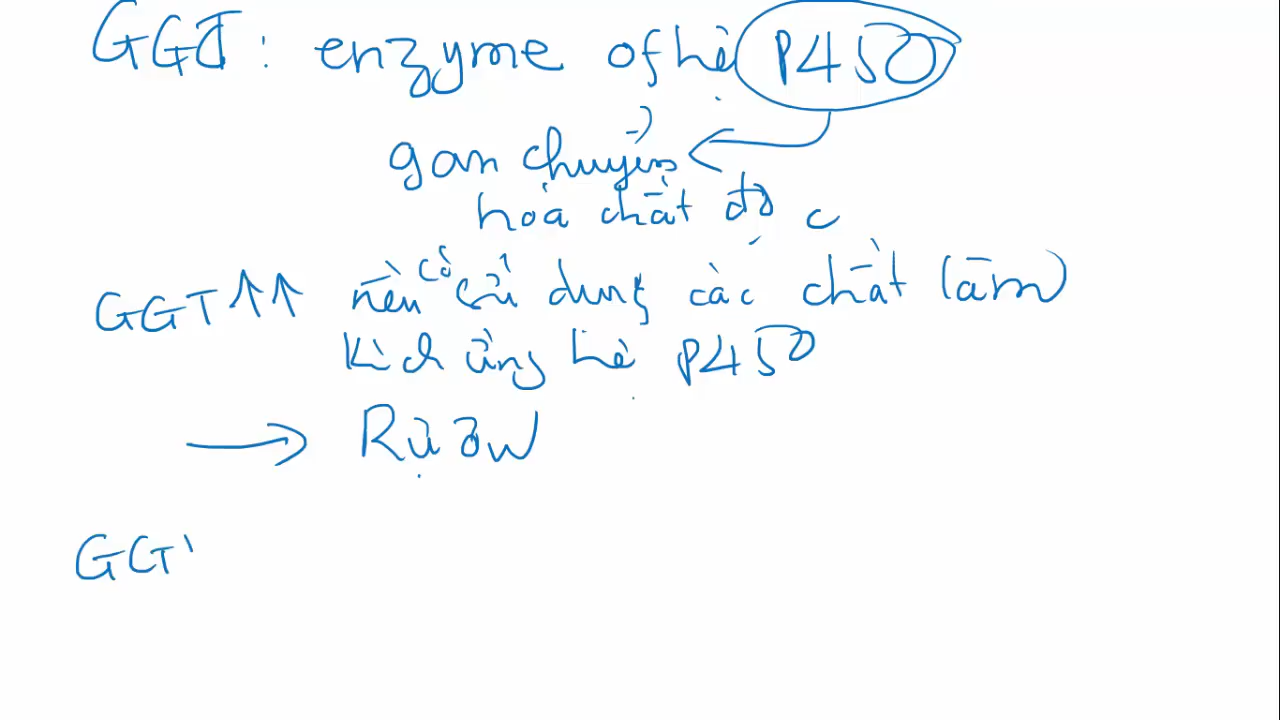 GGT: enzyme of hệ P450
gan chuyển
hóa chất độc
GGT ↑↑ nếu có sử dụng các chất làm
kích ứng hệ P450
→ Rượu
GGT